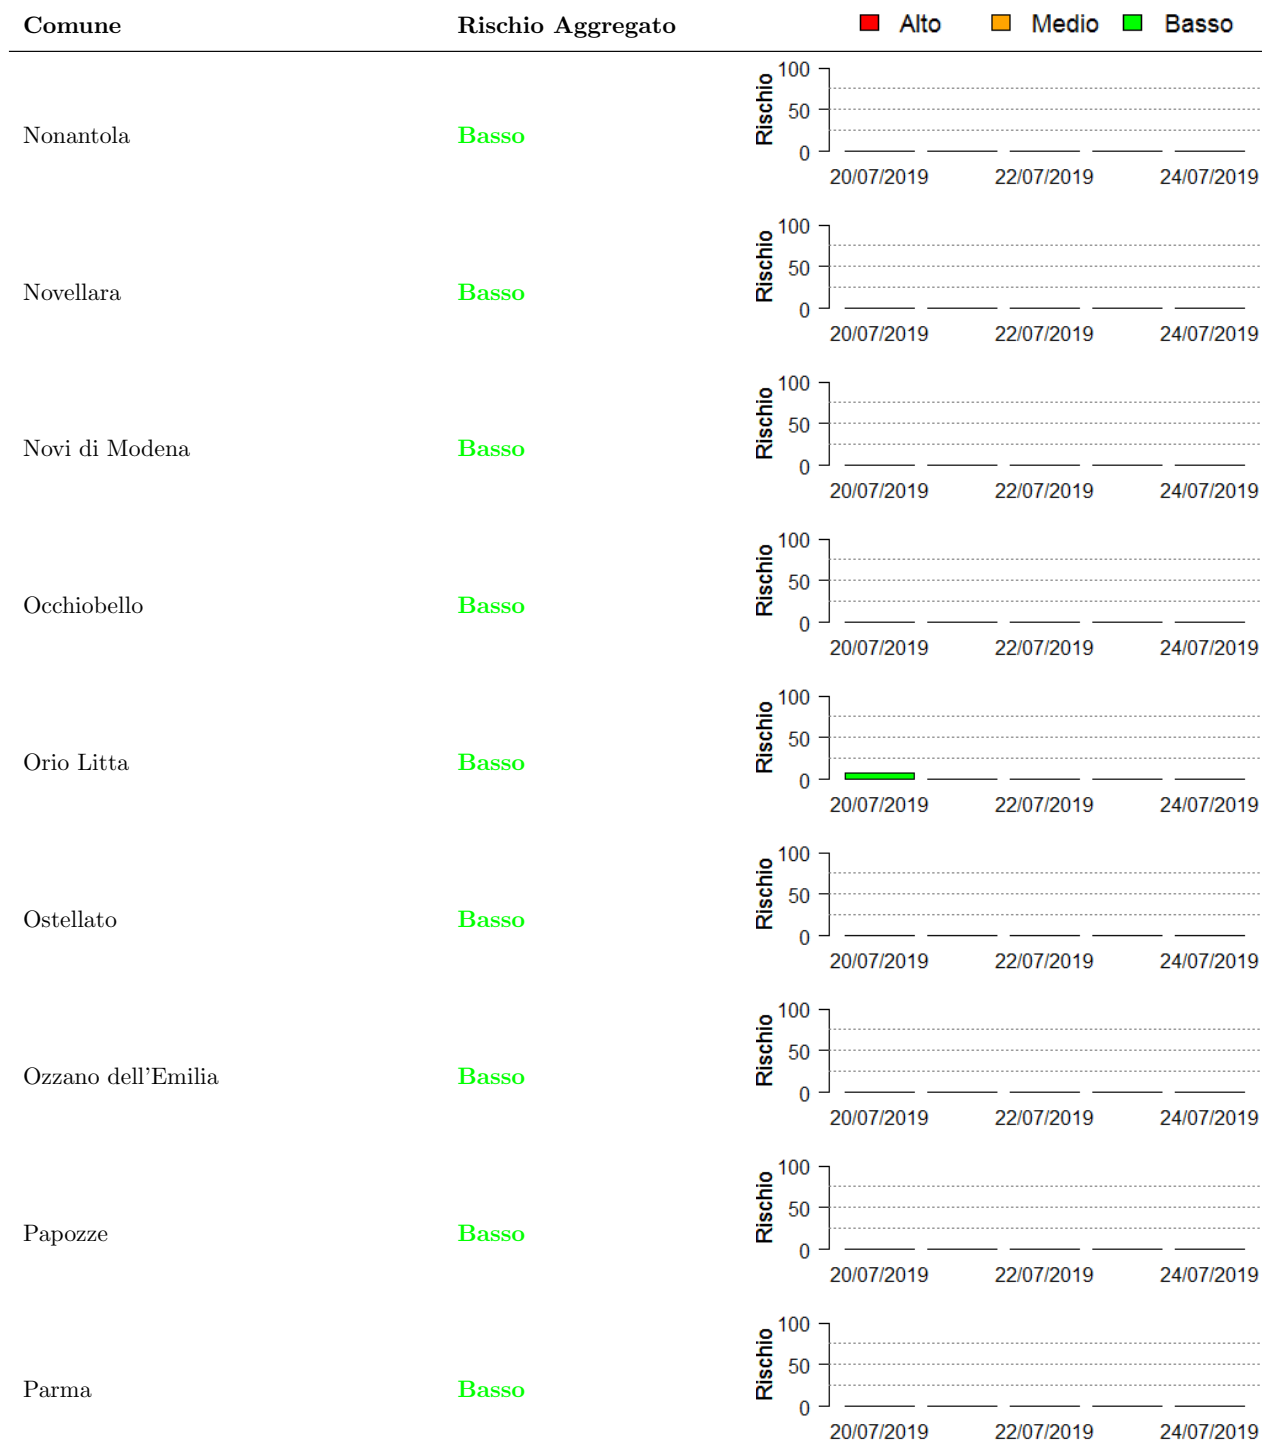 Comune Rischio Aggregato Alto Medio Basso
Nonantola Basso
Rischio
100
50
0
20/07/2019 22/07/2019 24/07/2019
Novellara Basso
Rischio
100
50
0
20/07/2019 22/07/2019 24/07/2019
Novi di Modena Basso
Rischio
100
50
0
20/07/2019 22/07/2019 24/07/2019
Occhiobello Basso
Rischio
100
50
0
20/07/2019 22/07/2019 24/07/2019
Orio Litta Basso
Rischio
100
50
0
20/07/2019 22/07/2019 24/07/2019
Ostellato Basso
Rischio
100
50
0
20/07/2019 22/07/2019 24/07/2019
Ozzano dell'Emilia Basso
Rischio
100
50
0
20/07/2019 22/07/2019 24/07/2019
Papozze Basso
Rischio
100
50
0
20/07/2019 22/07/2019 24/07/2019
Parma Basso
Rischio
100
50
0
20/07/2019 22/07/2019 24/07/2019